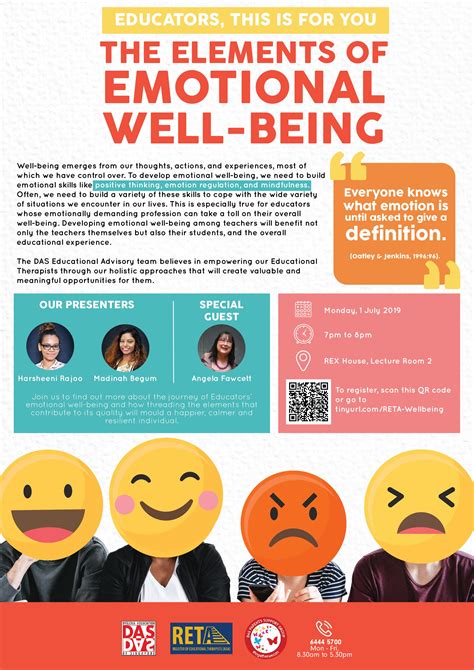 EDUCATORS, THIS IS FOR YOU
THE ELEMENTS OF
EMOTIONAL
WELL-BEING
Well-being emerges from our thoughts, actions, and experiences, most of
which we have control over. To develop emotional well-being, we need to build
emotional skills like positive thinking, emotion regulation, and mindfulness.
Often, we need to build a variety of these skills to cope with the wide variety
of situations we encounter in our lives. This is especially true for educators
whose emotionally demanding profession can take a toll on their overall
well-being. Developing emotional well-being among teachers will benefit not
only the teachers themselves but also their students, and the overall
educational experience.
The DAS Educational Advisory team believes in empowering our Educational
Therapists through our holistic approaches that will create valuable and
meaningful opportunities for them.
Everyone knows
what emotion is
until asked to give a
definition.
(Oatley & Jenkins, 1996:96).
OUR PRESENTERS
SPECIAL
GUEST
Harsheeni Rajoo
Madinah Begum
Angela Fawcett
Join us to find out more about the journey of Educators'
emotional well-being and how threading the elements that
contribute to its quality will mould a happier, calmer and
resilient individual.
Monday, 1 July 2019
7pm to 8pm
REX House, Lecture Room 2
To register, scan this QR code
or go to
tinyurl.com/RETA-Wellbeing
DAS
RETA
6444 5700
Mon - Fri,
8.30am to 5.30pm